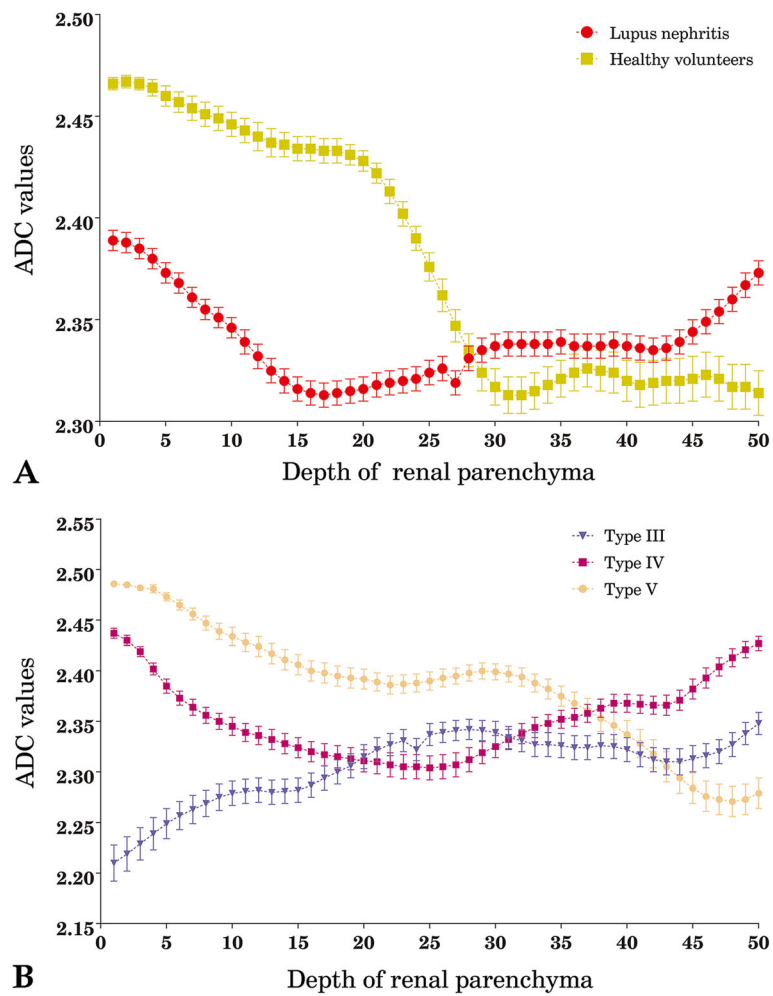 2.50
Lupus nephritis
Healthy volunteers
2.45
2.40
2.35
2.30
ADC values
0 5 10 15 20 25 30 35 40 45 50
A
Depth of renal parenchyma
2.55
Type III
2.50
Type IV
Type V
2.45
2.40
2.35
2.30
2.25
2.20
2.15
ADC values
0 5 10 15 20 25 30 35 40 45 50
B
Depth of renal parenchyma